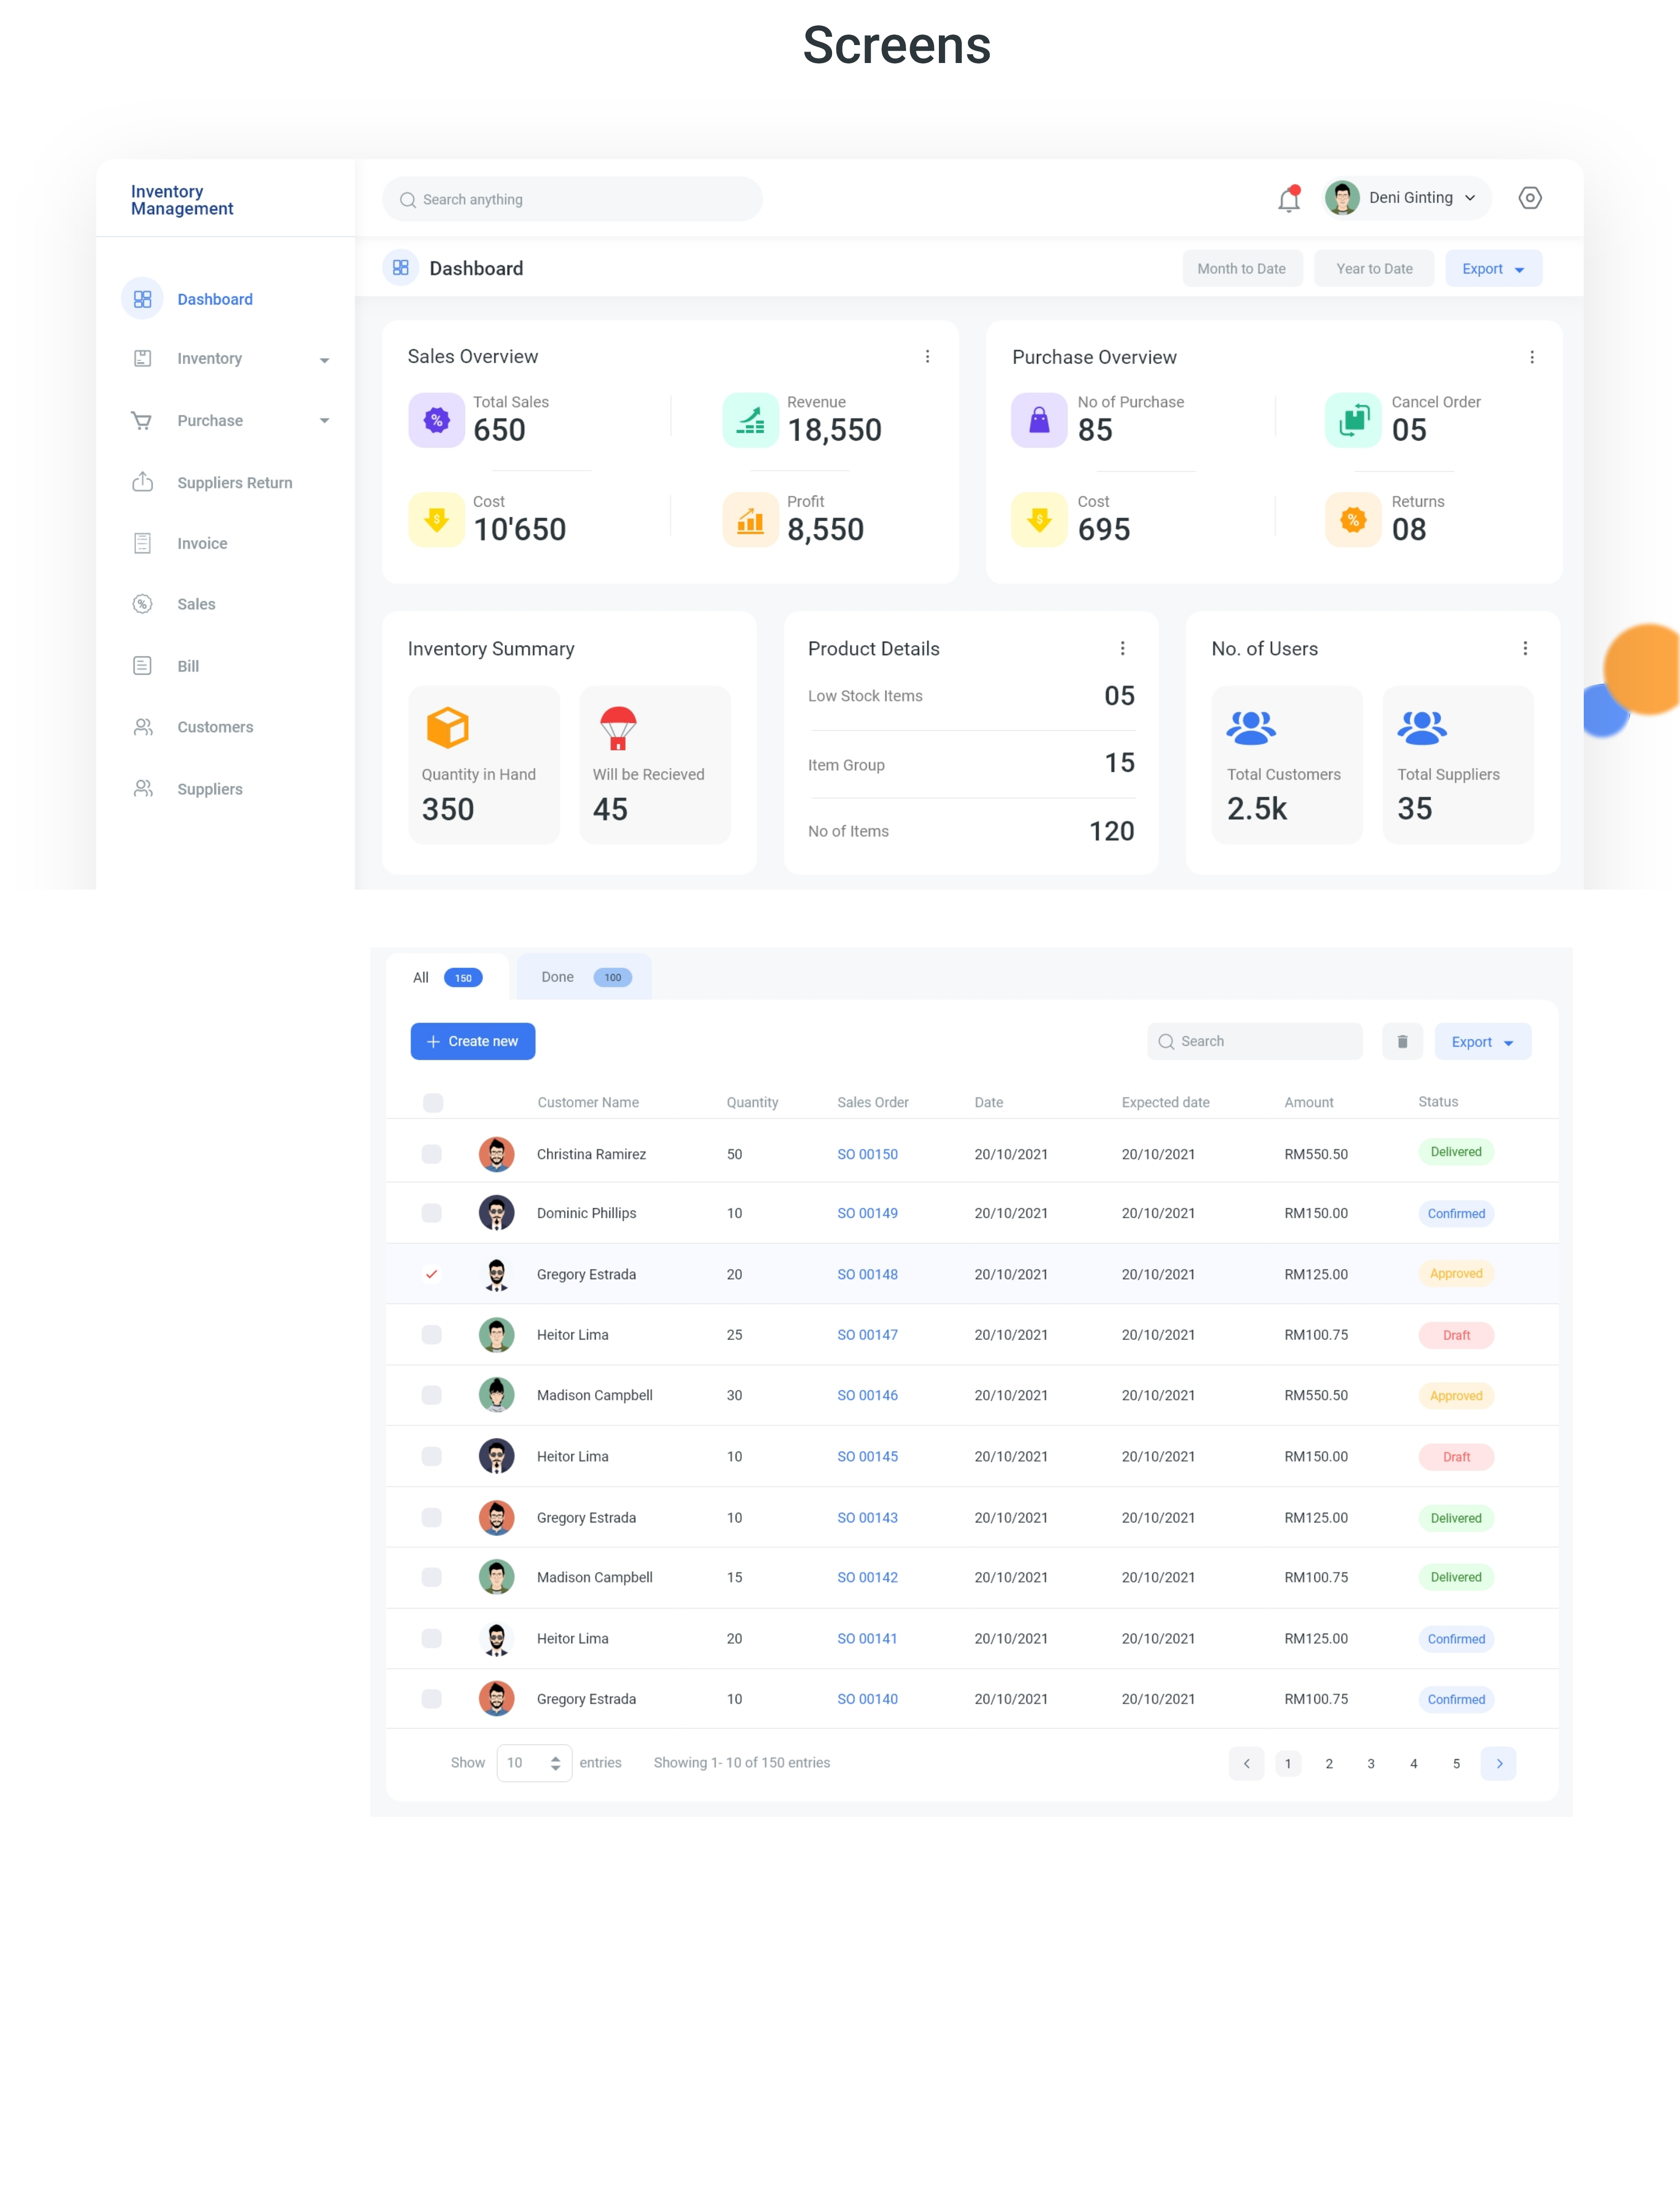 Screens
Inventory
Management
Search anything
Deni Ginting
Dashboard
Month to Date
Year to Date
Export
Dashboard
Inventory
Purchase
Suppliers Return
Invoice
Sales
Bill
Customers
Suppliers
Sales Overview
Total Sales
650
Revenue
18,550
Cost
10'650
Profit
8,550
Purchase Overview
No of Purchase
85
Cancel Order
05
Cost
695
Returns
08
Inventory Summary
Quantity in Hand
350
Will be Recieved
45
Product Details
Low Stock Items 05
Item Group 15
No of Items 120
No. of Users
Total Customers
2.5k
Total Suppliers
35
All 150 Done 100
Create new Search Export
Customer Name Quantity Sales Order Date Expected date Amount Status
Christina Ramirez 50 SO 00150 20/10/2021 20/10/2021 RM550.50 Delivered
Dominic Phillips 10 SO 00149 20/10/2021 20/10/2021 RM150.00 Confirmed
Gregory Estrada 20 SO 00148 20/10/2021 20/10/2021 RM125.00 Approved
Heitor Lima 25 SO 00147 20/10/2021 20/10/2021 RM100.75 Draft
Madison Campbell 30 SO 00146 20/10/2021 20/10/2021 RM550.50 Approved
Heitor Lima 10 SO 00145 20/10/2021 20/10/2021 RM150.00 Draft
Gregory Estrada 10 SO 00143 20/10/2021 20/10/2021 RM125.00 Delivered
Madison Campbell 15 SO 00142 20/10/2021 20/10/2021 RM100.75 Delivered
Heitor Lima 20 SO 00141 20/10/2021 20/10/2021 RM125.00 Confirmed
Gregory Estrada 10 SO 00140 20/10/2021 20/10/2021 RM100.75 Confirmed
Show 10 entries Showing 1- 10 of 150 entries 1 2 3 4 5